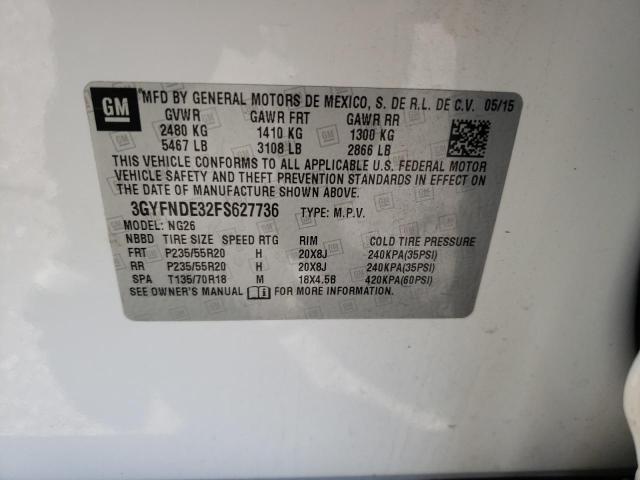 GM
MFD BY GENERAL MOTORS DE MEXICO, S. DE R.L. DE C.V. 05/15
GVWR GAWR FRT GAWR RR
2480 KG 1410 KG 1300 KG
5467 LB 3108 LB 2866 LB
THIS VEHICLE CONFORMS TO ALL APPLICABLE U.S. FEDERAL MOTOR
VEHICLE SAFETY AND THEFT PREVENTION STANDARDS IN EFFECT ON
THE DATE OF MANUFACTURE SHOWN ABOVE.
3GYFNDE32FS627736 TYPE: M.P.V.
MODEL: NG26
NBBD TIRE SIZE SPEED RTG RIM COLD TIRE PRESSURE
FRT P235/55R20 H 20X8J 240KPA(35PSI)
RR P235/55R20 H 20X8J 240KPA(35PSI)
SPA T135/70R18 M 18X4.5B 420KPA(60PSI)
SEE OWNER'S MANUAL FOR MORE INFORMATION.